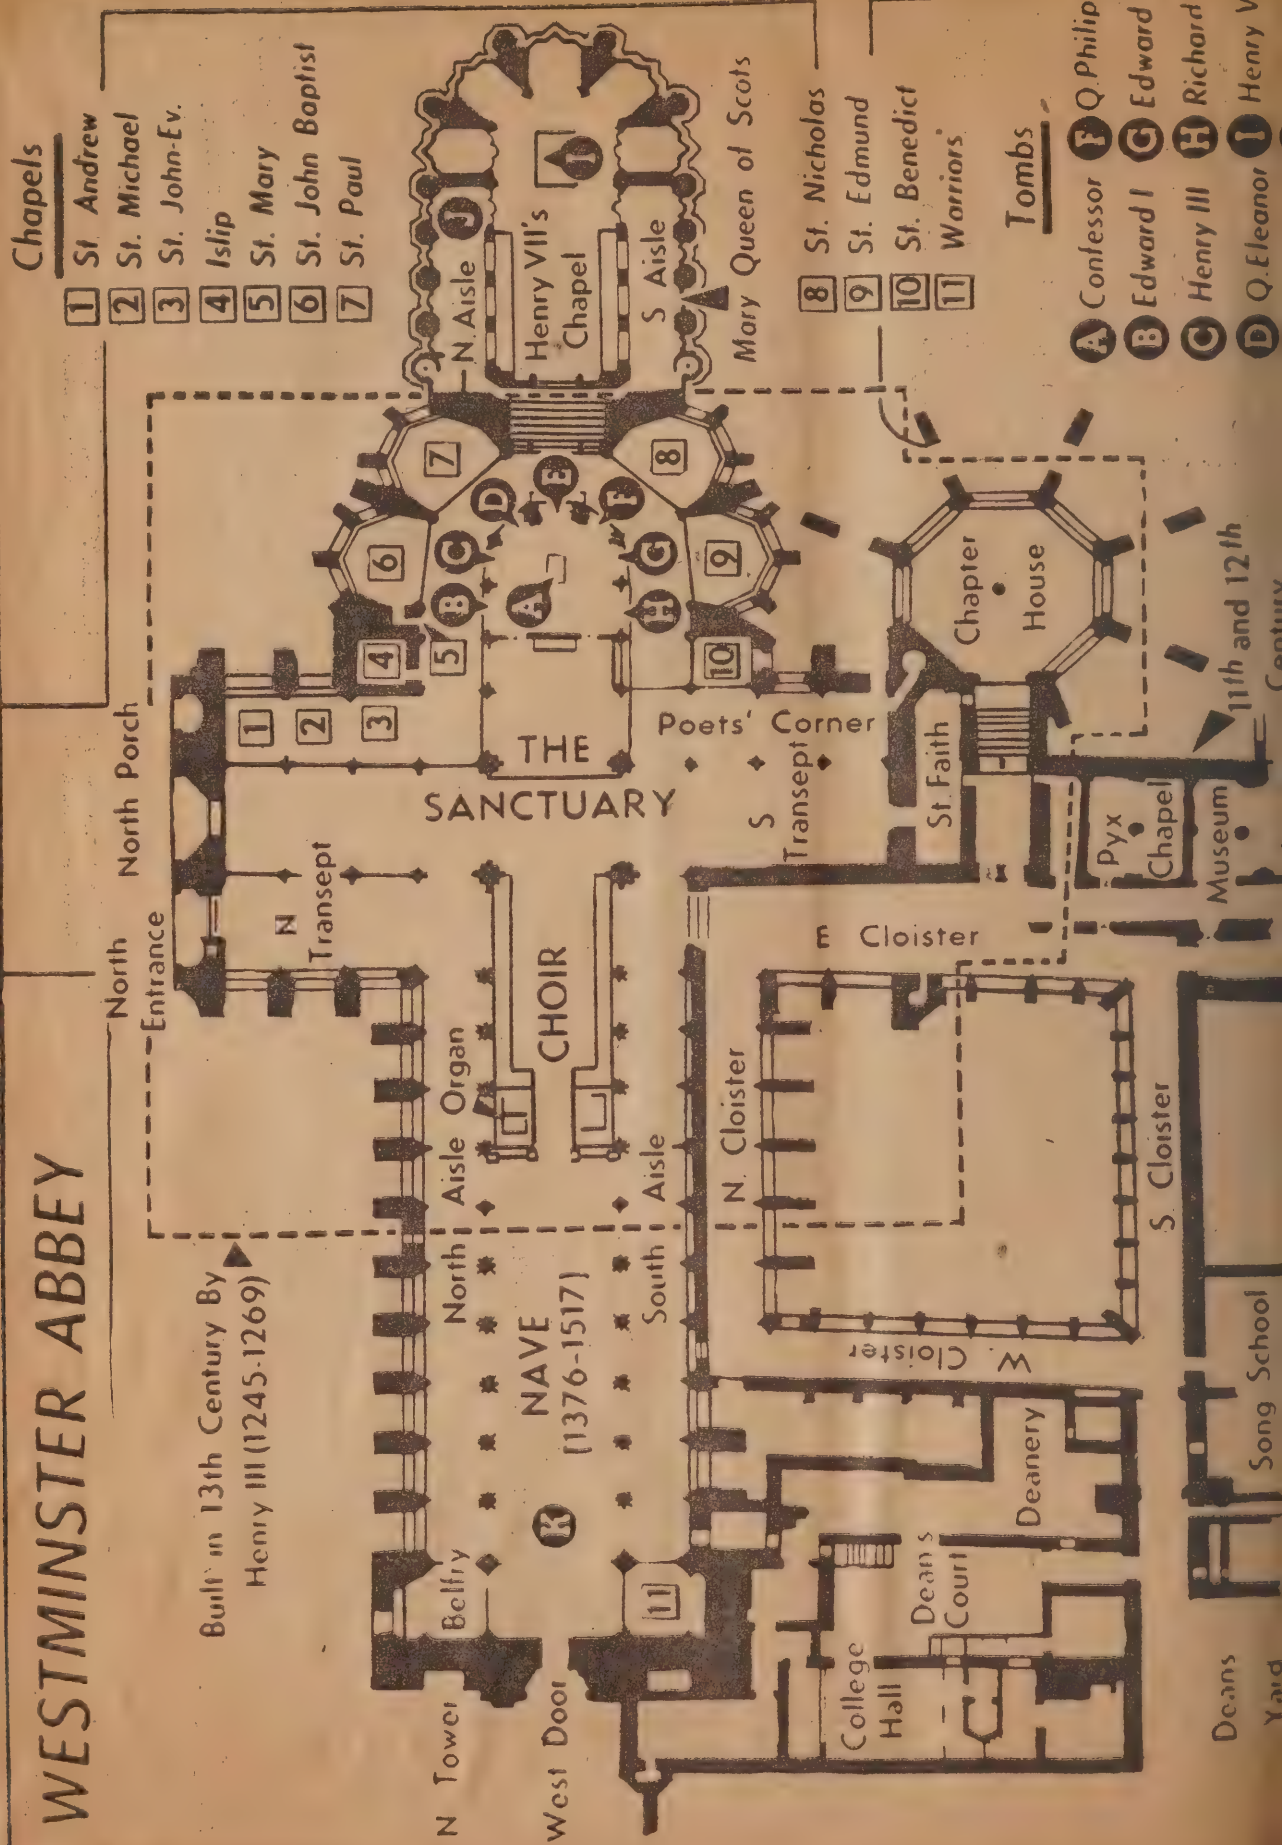 WESTMINSTER ABBEY
Built in 13th Century By
Henry III (1245-1269)
North
Entrance
North Porch
Chapels
1 St. Andrew
2 St. Michael
3 St. John-Ev.
4 Islip
5 St. Mary
6 St. John Baptist
7 St. Paul
8 St. Nicholas
9 St. Edmund
10 St. Benedict
11 Warriors'
Tombs
A Confessor
B Edward I
C Henry III
D Q.Eleanor
F Q.Philip
G Edward
H Richard
I Henry V
N
Transept
1
2
3
4
5
6
7
8
9
10
11
A
B
C
D
E
F
G
H
I
J
K
N.Aisle
Henry VII's
Chapel
S Aisle
Mary Queen of Scots
THE
SANCTUARY
Poets' Corner
S
Transept
CHOIR
Organ
North Aisle
South Aisle
NAVE
(1376-1517)
Belfry
N Tower
West Door
St. Faith
Chapter
House
Pyx
Chapel
Museum
11th and 12th
Century
E Cloister
N. Cloister
S Cloister
W. Cloister
Deanery
Dean's
Court
College
Hall
Song School
Deans
Yard